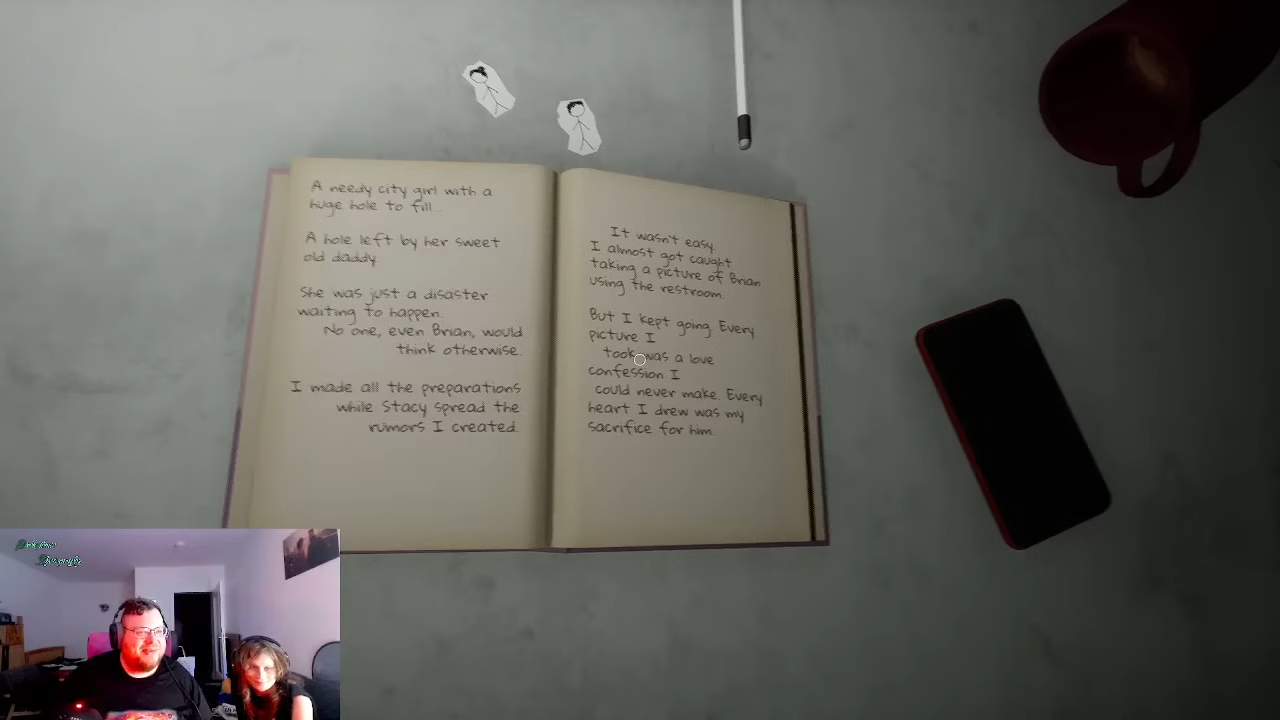 A needy city girl with a
huge hole to fill...
A hole left by her sweet
old daddy.
She was just a disaster
waiting to happen.
No one, even Brian, would
think otherwise.
I made all the preparations
while Stacy spread the
rumors I created.
It wasn't easy.
I almost got caught
taking a picture of Brian
using the restroom.
But I kept going. Every
picture I
took was a love
confession I
could never make. Every
heart I drew was my
sacrifice for him.